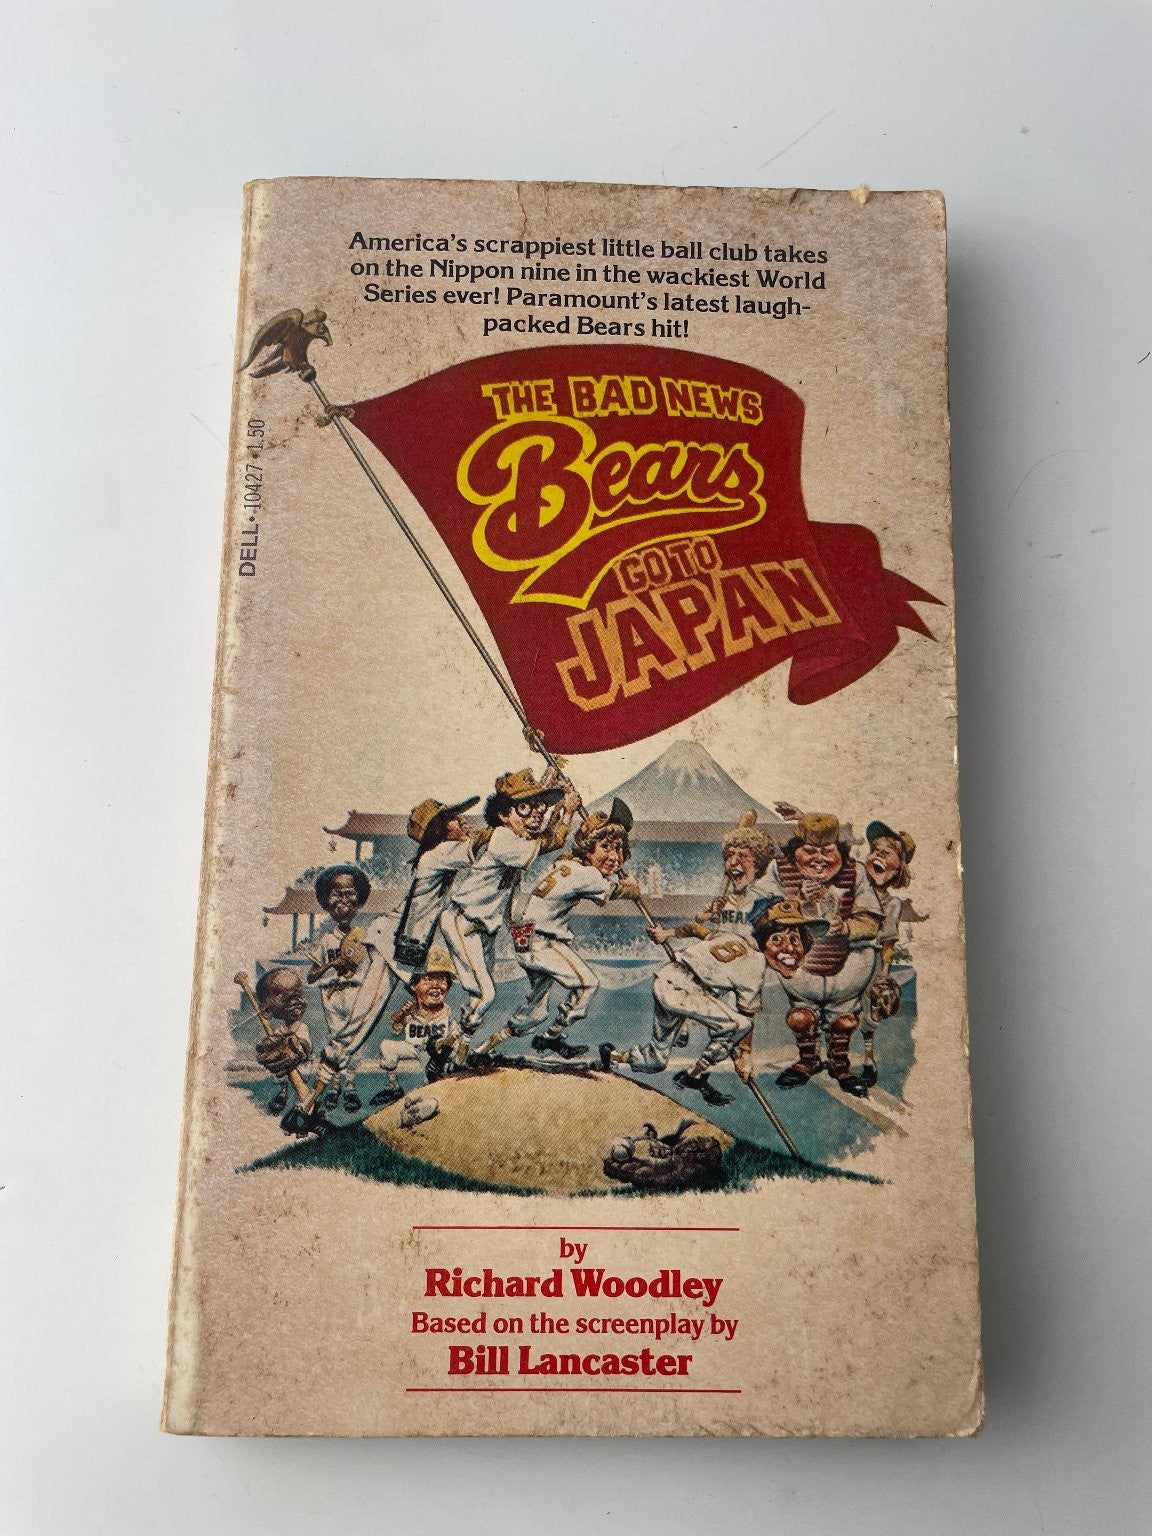 America's scrappiest little ball club takes
on the Nippon nine in the wackiest World
Series ever! Paramount's latest laugh-
packed Bears hit!
DELL • 10427 • 1.50
THE BAD NEWS
Bears
GO TO
JAPAN
BEARS
8
by
Richard Woodley
Based on the screenplay by
Bill Lancaster